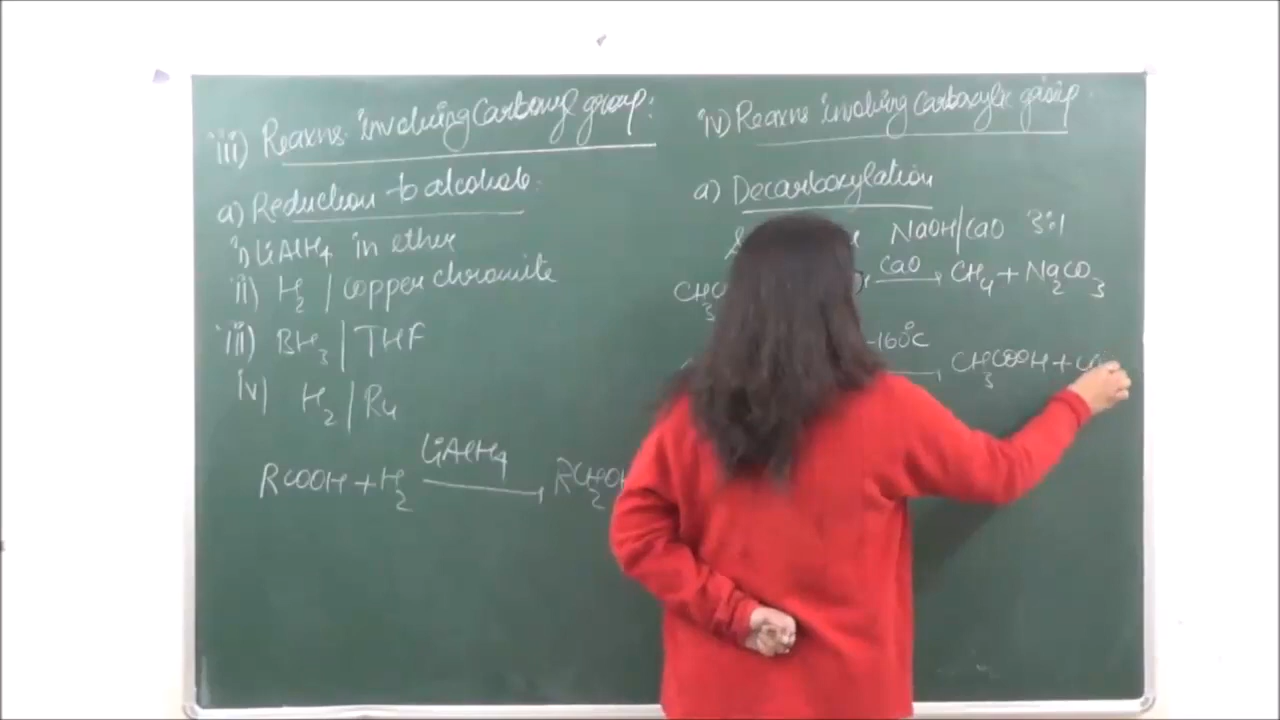 iii) Reaxns involving Carbonyl group:
a) Reduction to alcohols.
i) LiAlH4 in ether
ii) H2 / copper chromite
iii) BH3 / THF
iv) H2 / Ru
RCOOH + H2 LiAlH4 → RCH2OH
iv) Reaxns involving Carboxylic group.
a) Decarboxylation
NaOH/CaO 3:1
CH3 CaO → CH4 + Na2CO3
-160°C → CH3COOH +